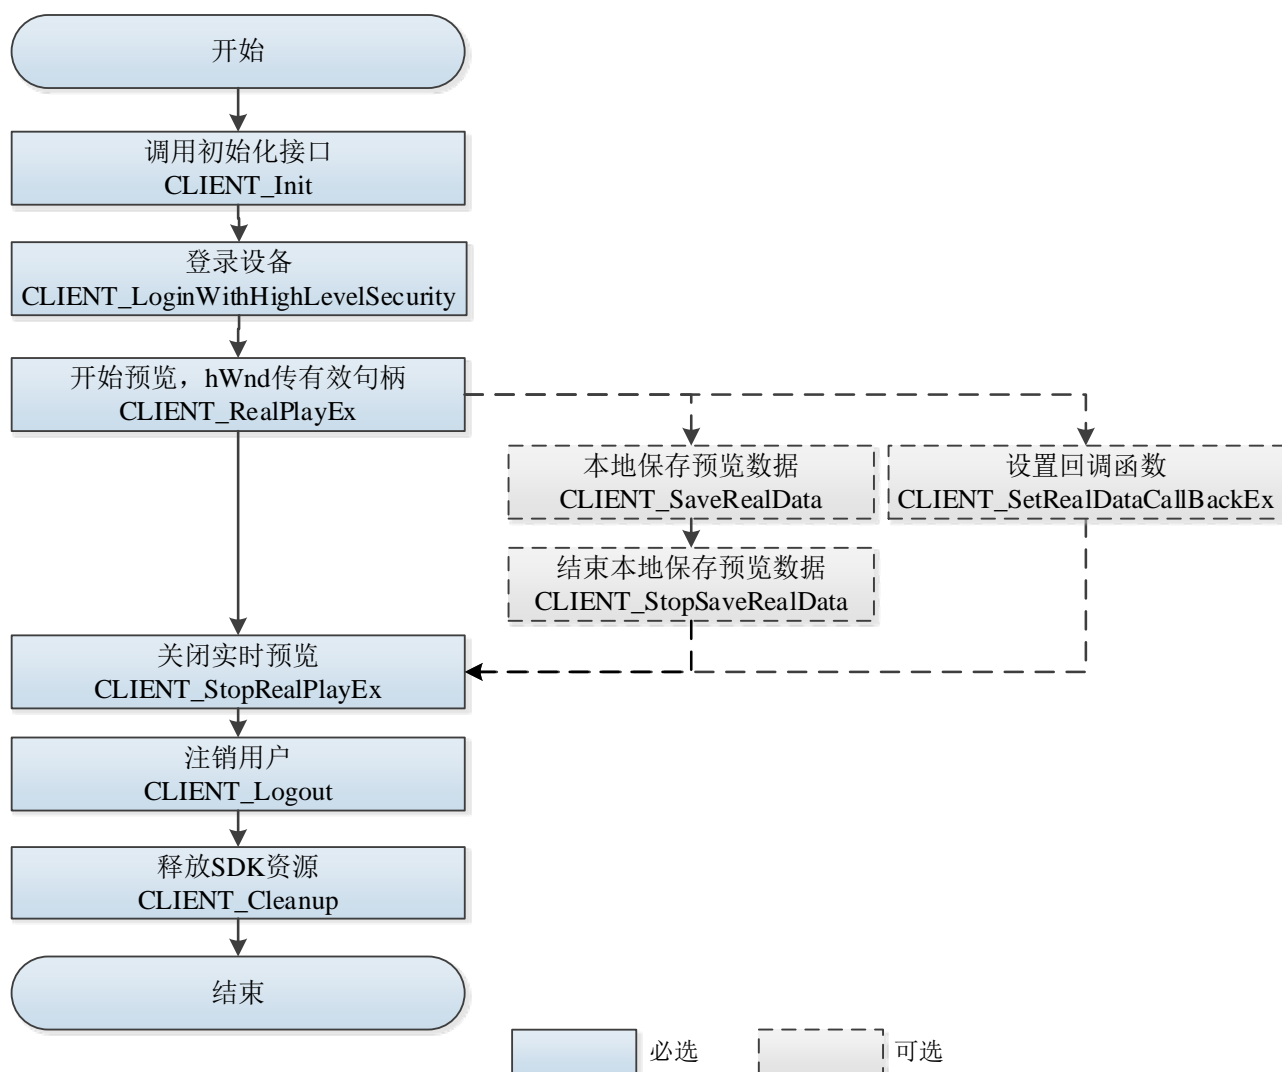 开始
调用初始化接口
CLIENT_Init
登录设备
CLIENT_LoginWithHighLevelSecurity
开始预览，hWnd传有效句柄
CLIENT_RealPlayEx
本地保存预览数据
CLIENT_SaveRealData
设置回调函数
CLIENT_SetRealDataCallBackEx
结束本地保存预览数据
CLIENT_StopSaveRealData
关闭实时预览
CLIENT_StopRealPlayEx
注销用户
CLIENT_Logout
释放SDK资源
CLIENT_Cleanup
结束
必选
可选